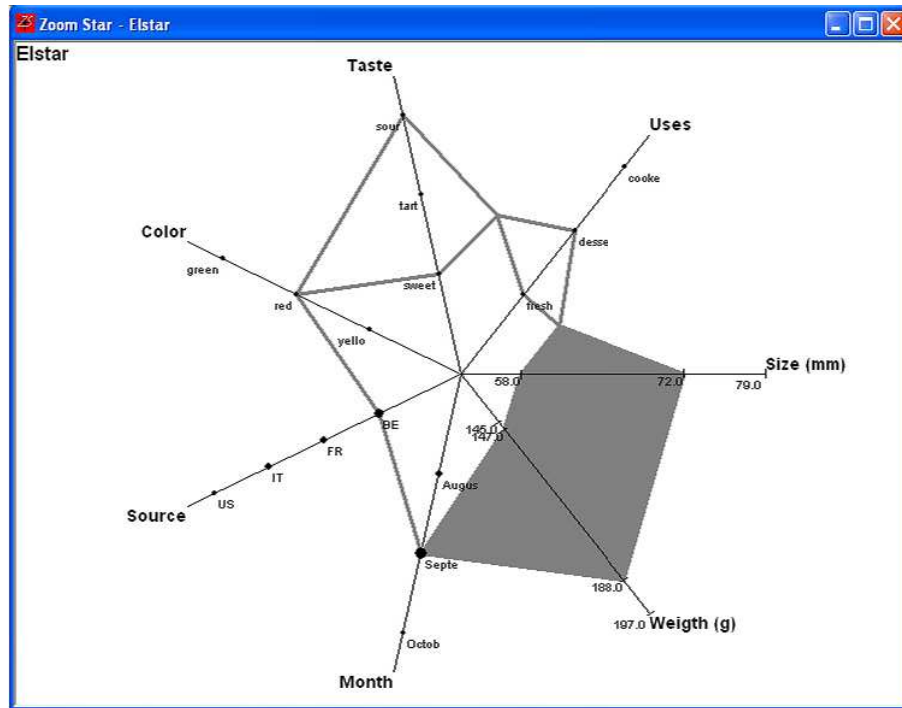 Zoom Star - Elstar
Elstar
Taste
Uses
sour
cooke
tart
Color
desse
green
sweet
red
fresh
yello
Size (mm)
58.0
72.0
79.0
BE
145.0
147.0
FR
IT
Augus
US
Source
Septe
188.0
197.0
Weigth (g)
Octob
Month